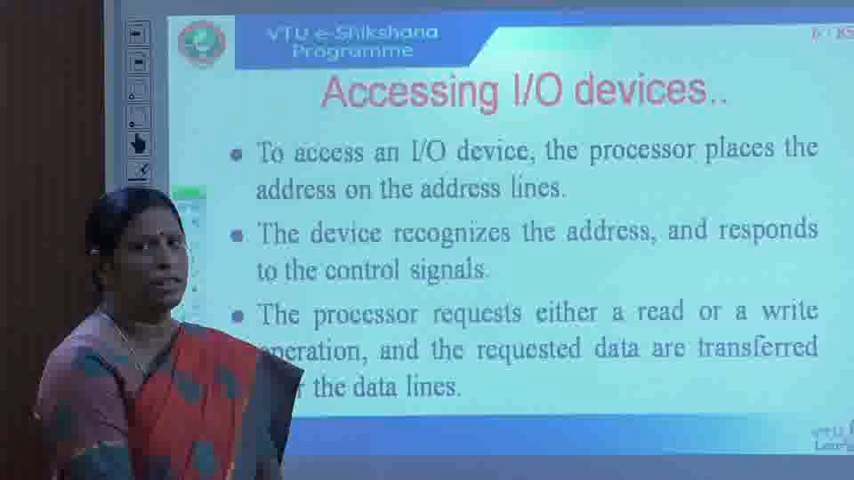 VTU e-Shikshana
Programme
Accessing I/O devices..
To access an I/O device, the processor places the
address on the address lines.
The device recognizes the address, and responds
to the control signals.
The processor requests either a read or a write
operation, and the requested data are transferred
the data lines.